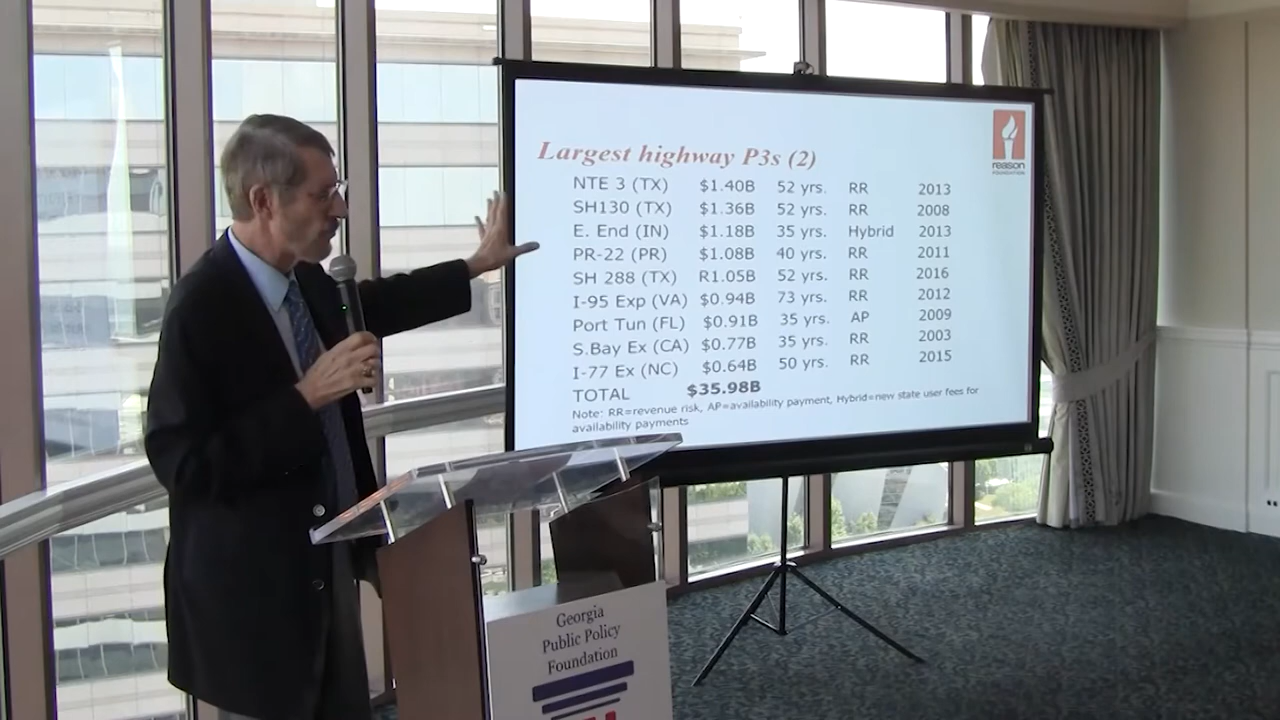 Largest highway P3s (2)
reason
FOUNDATION
NTE 3 (TX) $1.40B 52 yrs. RR 2013
SH130 (TX) $1.36B 52 yrs. RR 2008
E. End (IN) $1.18B 35 yrs. Hybrid 2013
PR-22 (PR) $1.08B 40 yrs. RR 2011
SH 288 (TX) R1.05B 52 yrs. RR 2016
I-95 Exp (VA) $0.94B 73 yrs. RR 2012
Port Tun (FL) $0.91B 35 yrs. AP 2009
S.Bay Ex (CA) $0.77B 35 yrs. RR 2003
I-77 Ex (NC) $0.64B 50 yrs. RR 2015
TOTAL $35.98B
Note: RR=revenue risk, AP=availability payment, Hybrid=new state user fees for
availability payments
Georgia
Public Policy
Foundation